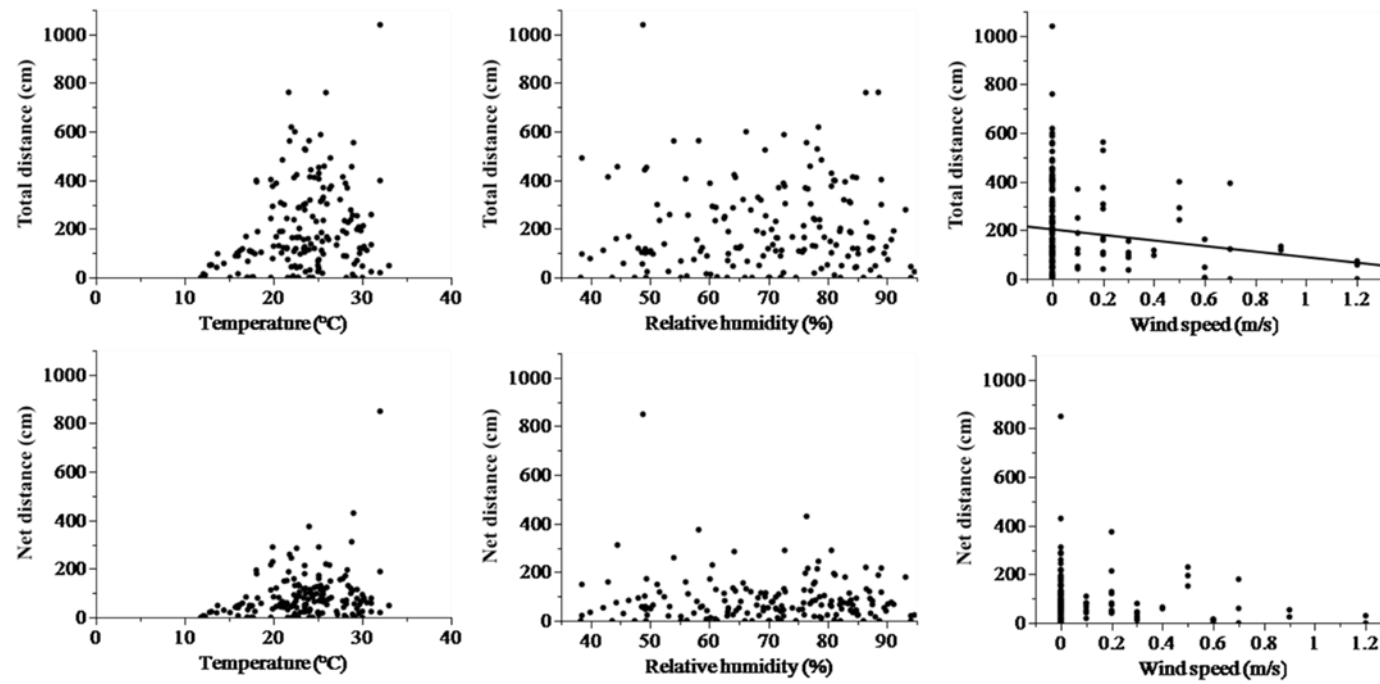 Total distance (cm)
1000
800
600
400
200
0
0 10 20 30 40
Temperature (°C)
Total distance (cm)
1000
800
600
400
200
0
40 50 60 70 80 90
Relative humidity (%)
Total distance (cm)
1000
800
600
400
200
0
0 0.2 0.4 0.6 0.8 1 1.2
Wind speed (m/s)
Net distance (cm)
1000
800
600
400
200
0
0 10 20 30 40
Temperature (°C)
Net distance (cm)
1000
800
600
400
200
0
40 50 60 70 80 90
Relative humidity (%)
Net distance (cm)
1000
800
600
400
200
0
0 0.2 0.4 0.6 0.8 1 1.2
Wind speed (m/s)